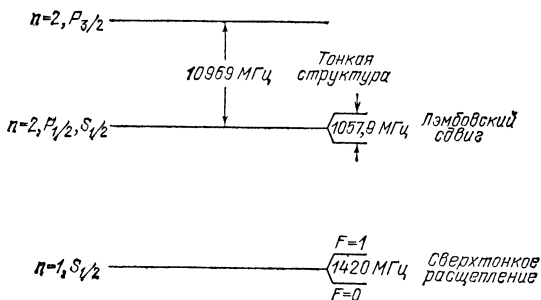 n=2, P3/2
10969 МГц
Тонкая
структура
n=2, P1/2, S1/2
1057,9 МГц
Лэмбовский
сдвиг
F=1
n=1, S1/2
1420 МГц
Сверхтонкое
расщепление
F=0